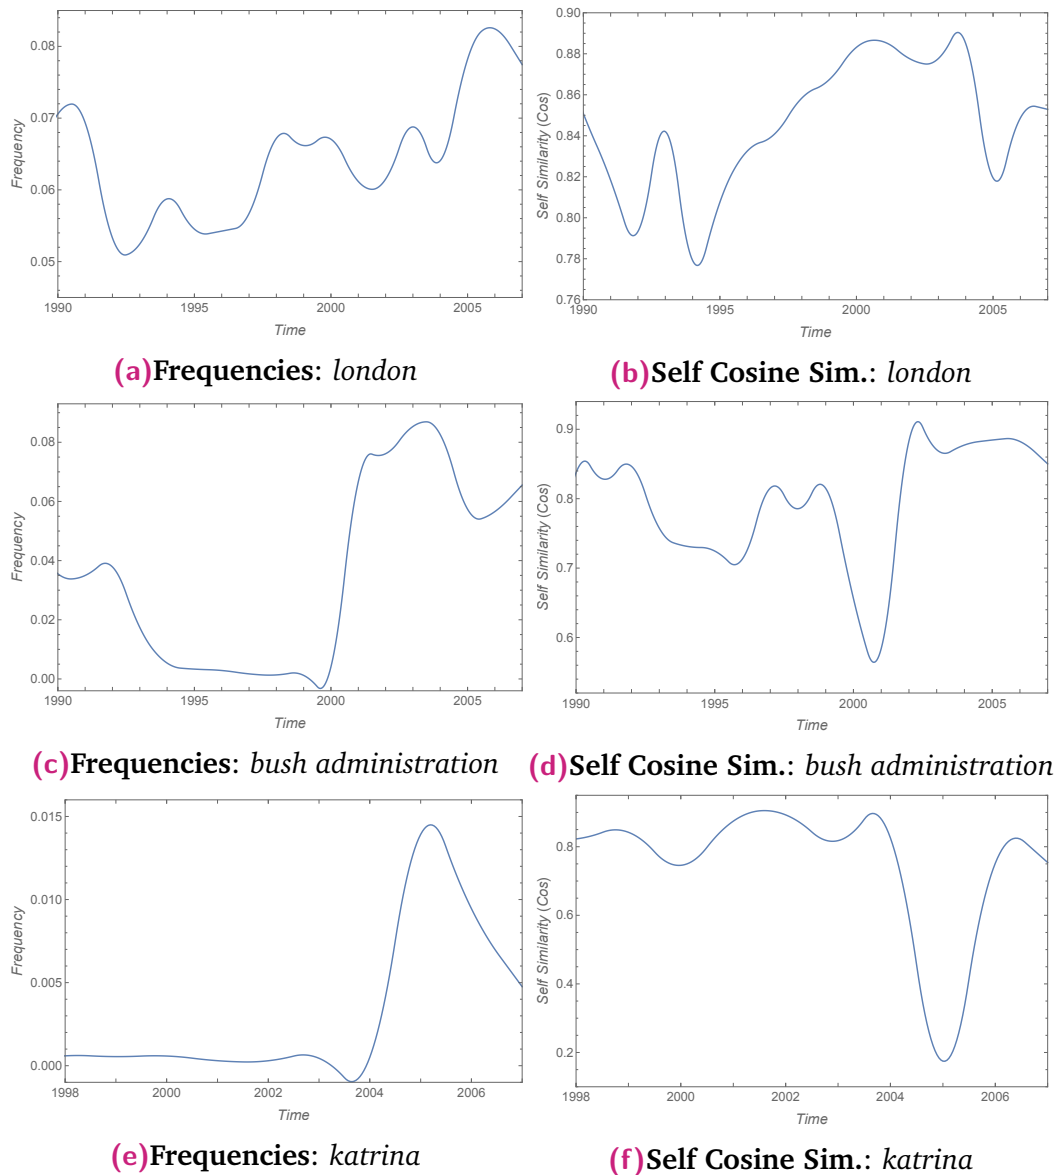 0.08
0.07
0.06
0.05
Frequency
1990 1995 2000 2005
Time
(a)Frequencies: london
0.90
0.88
0.86
0.84
0.82
0.80
0.78
0.76
Self Similarity (Cos)
1990 1995 2000 2005
Time
(b)Self Cosine Sim.: london
0.08
0.06
0.04
0.02
0.00
Frequency
1990 1995 2000 2005
Time
(c)Frequencies: bush administration
0.9
0.8
0.7
0.6
Self Similarity (Cos)
1990 1995 2000 2005
Time
(d)Self Cosine Sim.: bush administration
0.015
0.010
0.005
0.000
Frequency
1998 2000 2002 2004 2006
Time
(e)Frequencies: katrina
0.8
0.6
0.4
0.2
Self Similarity (Cos)
1998 2000 2002 2004 2006
Time
(f)Self Cosine Sim.: katrina